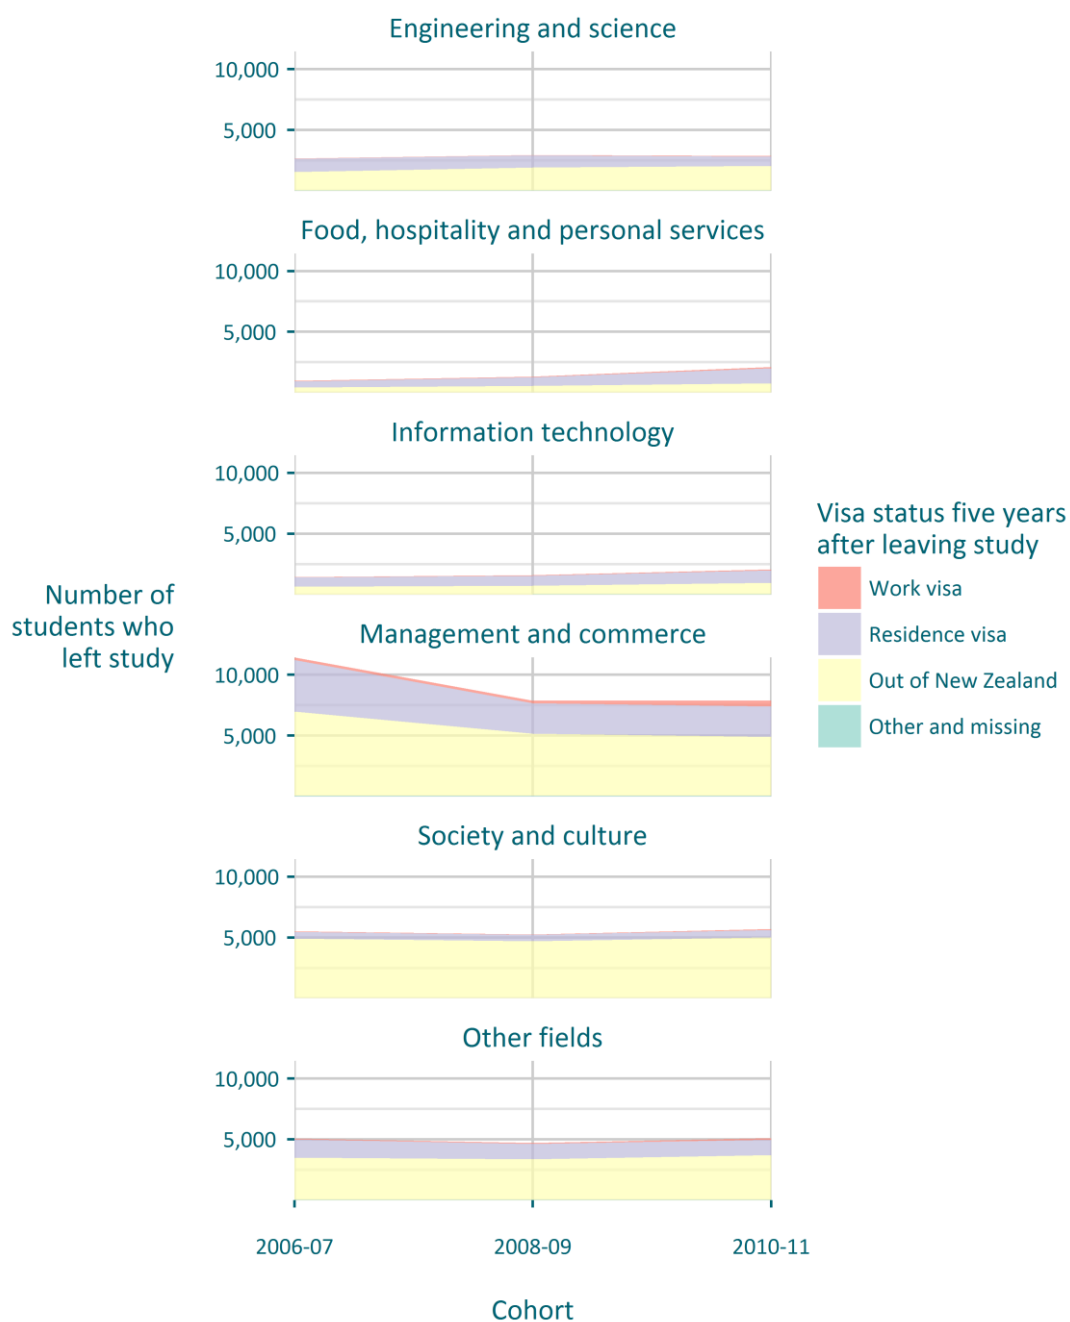 Engineering and science
10,000
5,000
Food, hospitality and personal services
10,000
5,000
Information technology
10,000
5,000
Number of
students who
left study
Management and commerce
10,000
5,000
Society and culture
10,000
5,000
Other fields
10,000
5,000
2006-07 2008-09 2010-11
Cohort
Visa status five years
after leaving study
Work visa
Residence visa
Out of New Zealand
Other and missing